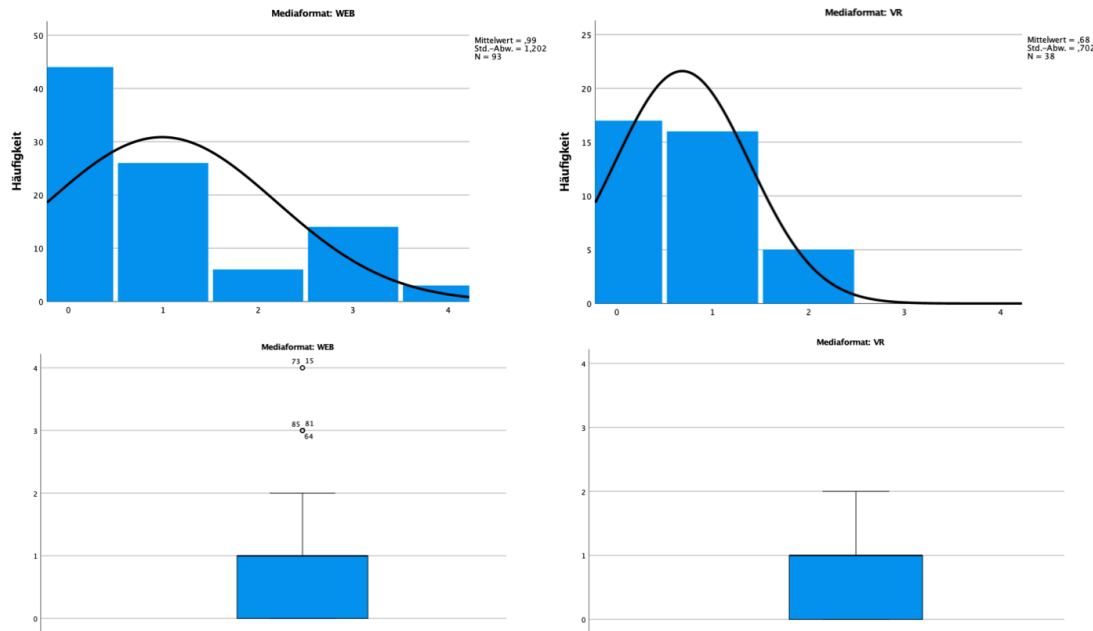 Mediaformat: WEB
Mittelwert = ,99
Std.-Abw. = 1,202
N = 93
Häufigkeit
50
40
30
20
10
0
0 1 2 3 4
Mediaformat: VR
Mittelwert = ,68
Std.-Abw. = ,702
N = 38
Häufigkeit
25
20
15
10
5
0
0 1 2 3 4
Mediaformat: WEB
4
3
2
1
0
73 15
85 81
64
Mediaformat: VR
4
3
2
1
0